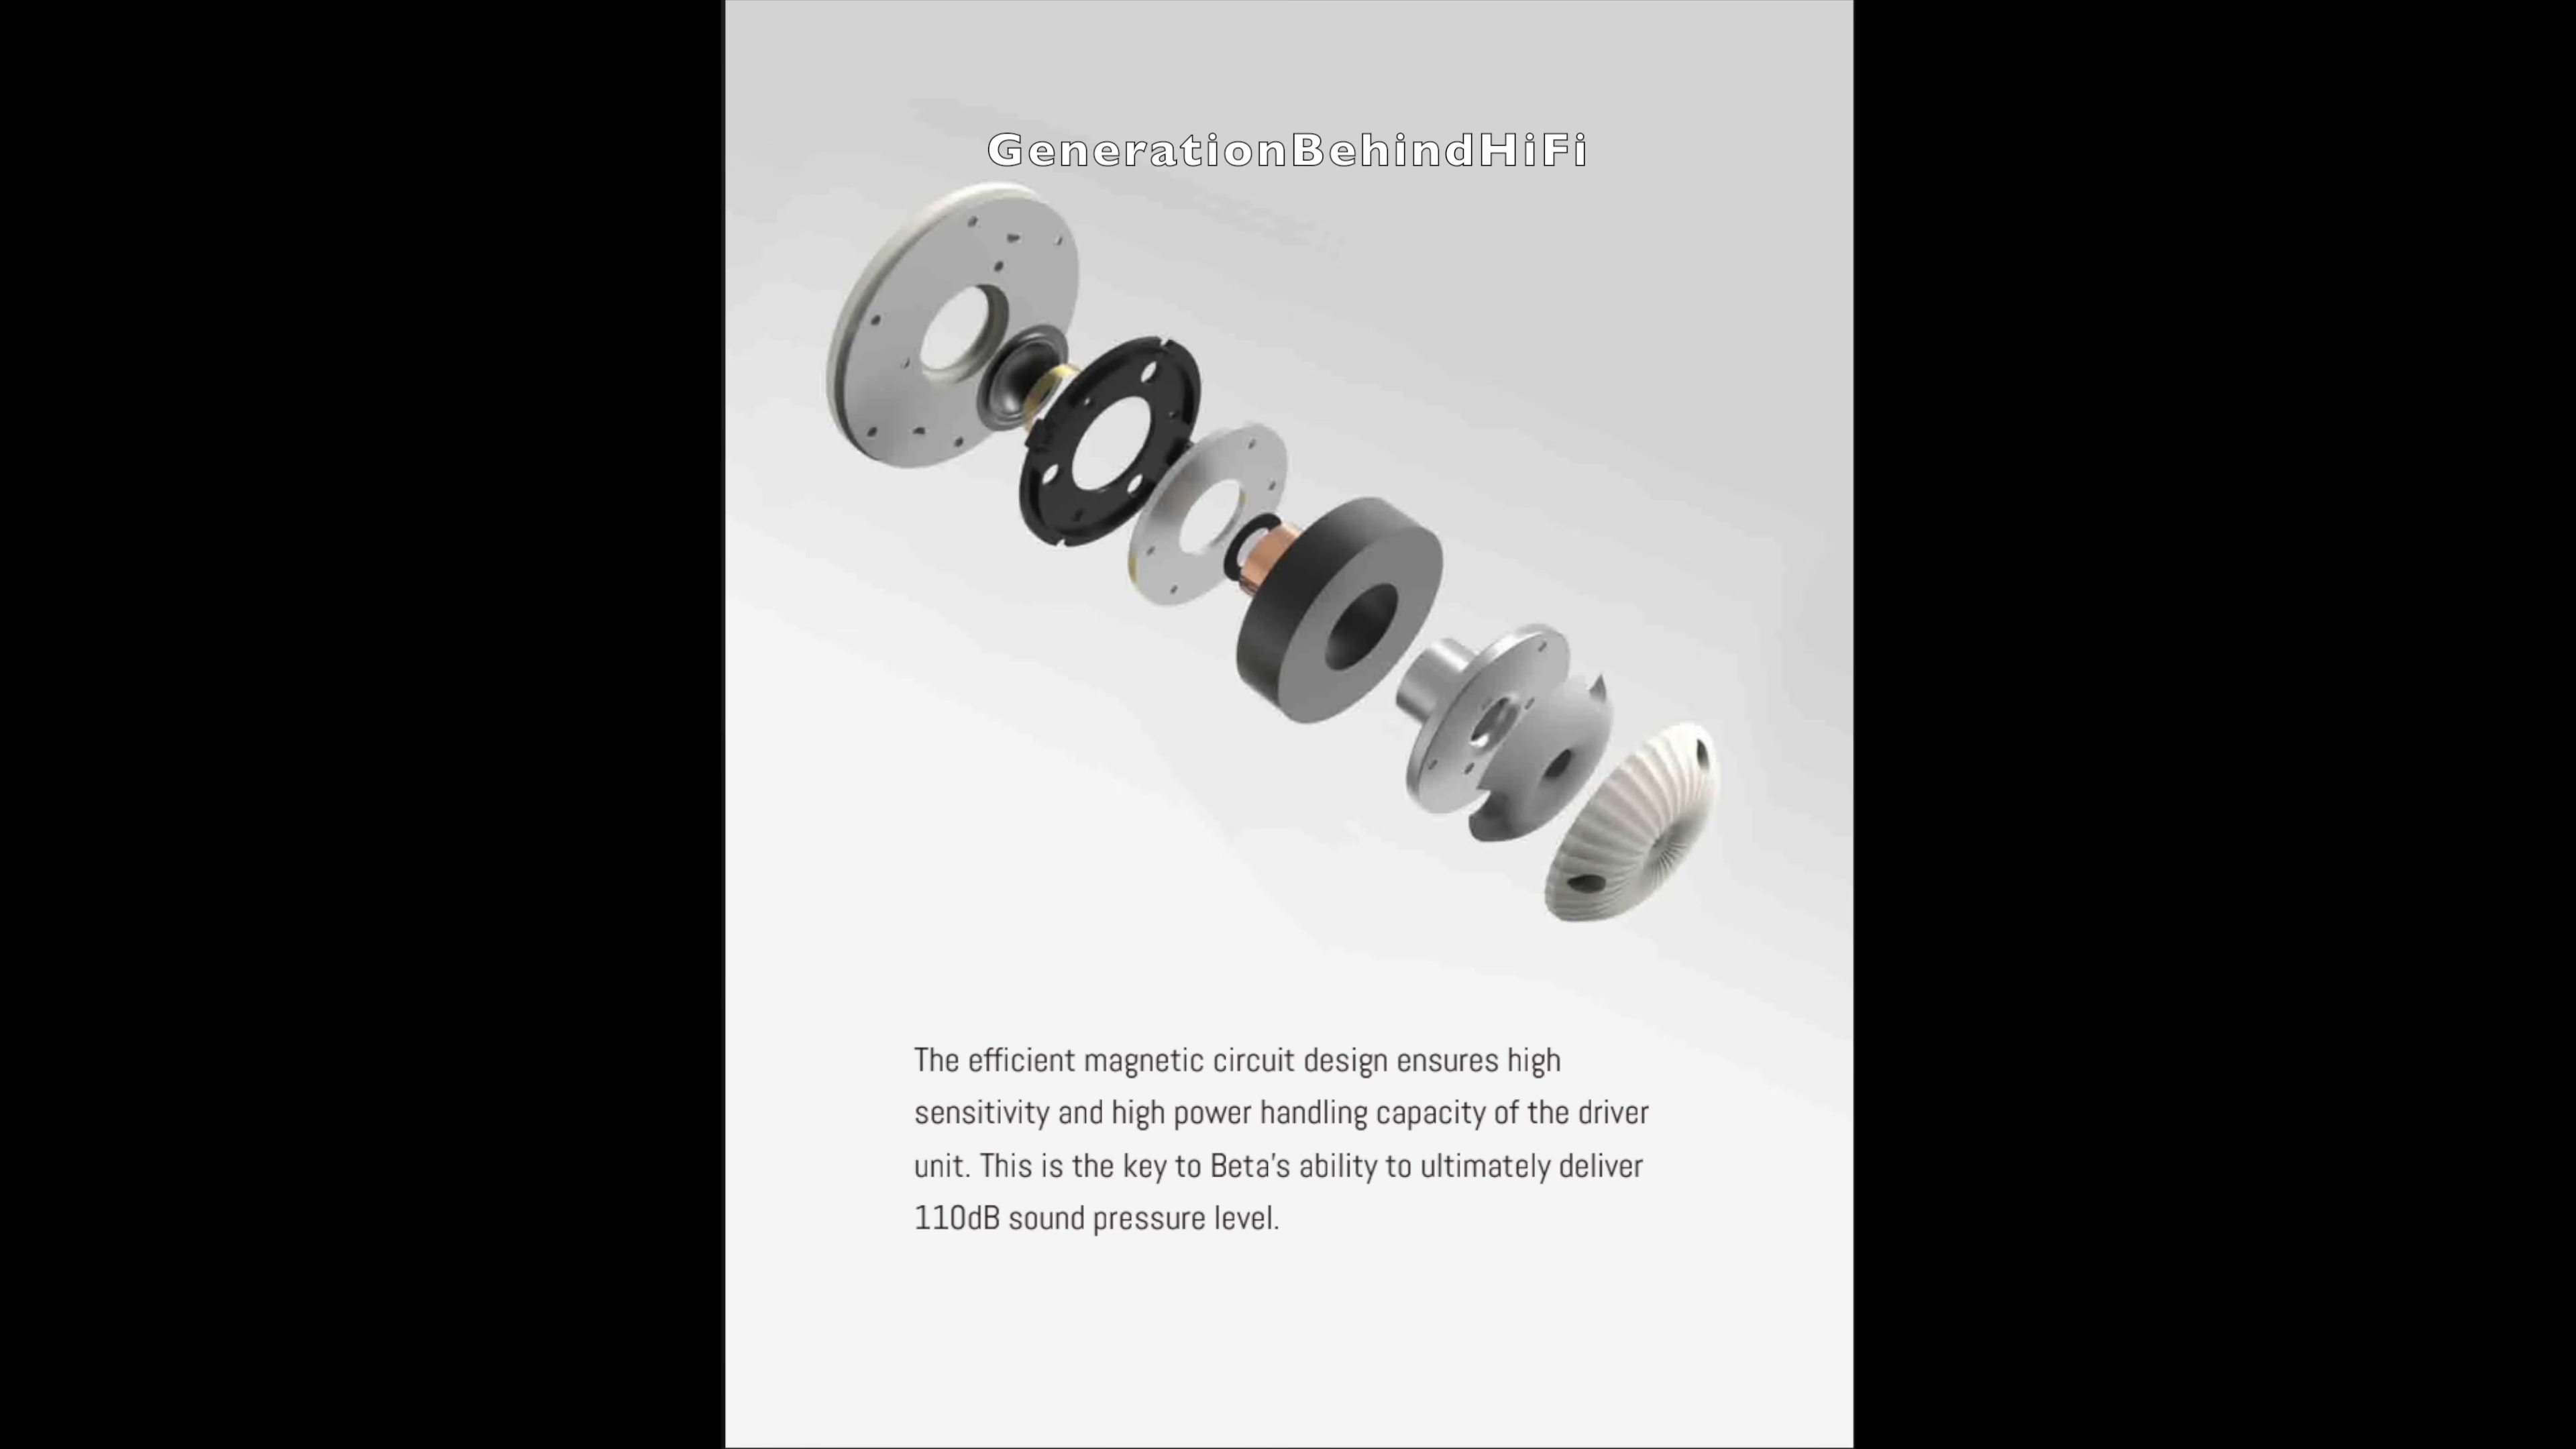 GenerationBehindHiFi
The efficient magnetic circuit design ensures high
sensitivity and high power handling capacity of the driver
unit. This is the key to Beta's ability to ultimately deliver
110dB sound pressure level.